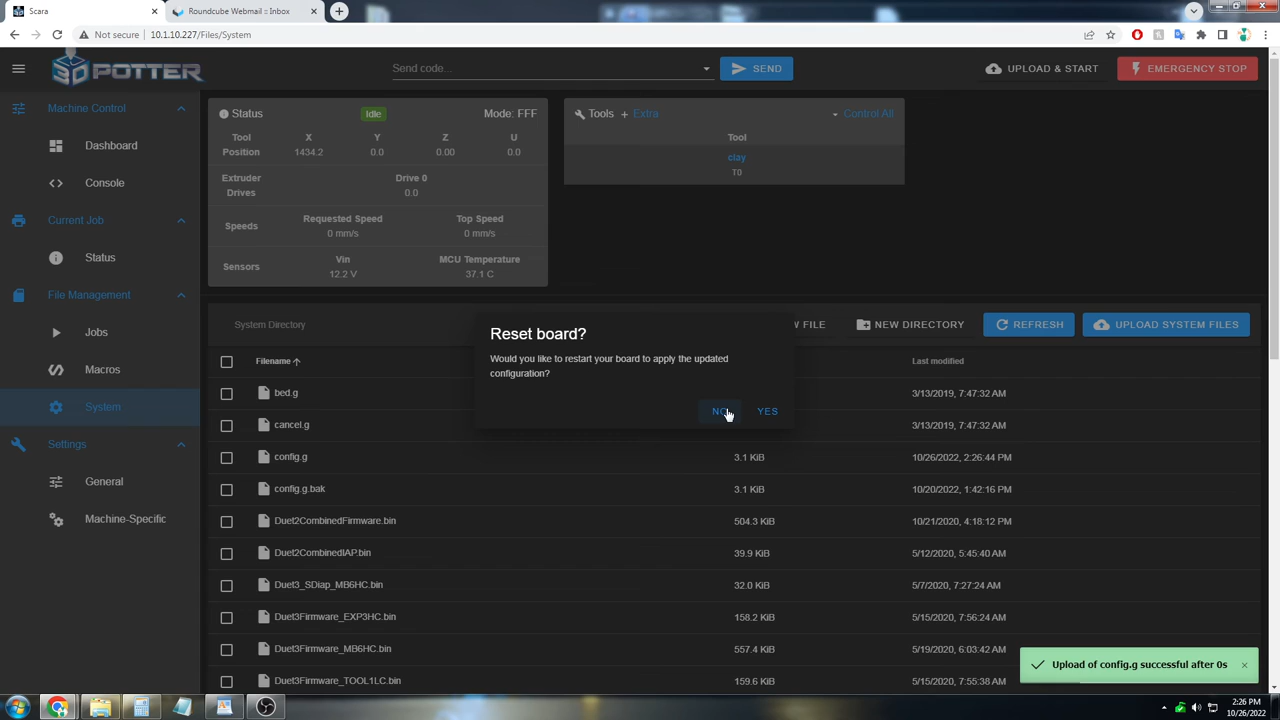 Scara
Roundcube Webmail :: Inbox
Not secure
10.1.10.227/Files/System
3DPOTTER
Send code...
SEND
UPLOAD & START
EMERGENCY STOP
Machine Control
Dashboard
Console
Current Job
Status
File Management
Jobs
Macros
System
Settings
General
Machine-Specific
Status
Idle
Mode: FFF
Tool Position
X
Y
Z
U
1434.2
0.0
0.00
0.0
Extruder Drives
Drive 0
0.0
Speeds
Requested Speed
Top Speed
0 mm/s
0 mm/s
Sensors
Vin
MCU Temperature
12.2 V
37.1 C
Tools + Extra
Control All
Tool
clay
T0
System Directory
W FILE
NEW DIRECTORY
REFRESH
UPLOAD SYSTEM FILES
Filename
Last modified
bed.g
3/13/2019, 7:47:32 AM
cancel.g
3/13/2019, 7:47:32 AM
config.g
3.1 KiB
10/26/2022, 2:26:44 PM
config.g.bak
3.1 KiB
10/20/2022, 1:42:16 PM
Duet2CombinedFirmware.bin
504.3 KiB
10/21/2020, 4:18:12 PM
Duet2CombinedIAP.bin
39.9 KiB
5/12/2020, 5:45:40 AM
Duet3_SDiap_MB6HC.bin
32.0 KiB
5/7/2020, 7:27:24 AM
Duet3Firmware_EXP3HC.bin
158.2 KiB
5/15/2020, 7:56:24 AM
Duet3Firmware_MB6HC.bin
557.4 KiB
5/19/2020, 6:03:42 AM
Duet3Firmware_TOOL1LC.bin
159.6 KiB
5/15/2020, 7:55:38 AM
Reset board?
Would you like to restart your board to apply the updated
configuration?
NO
YES
Upload of config.g successful after 0s
2:26 PM
10/26/2022